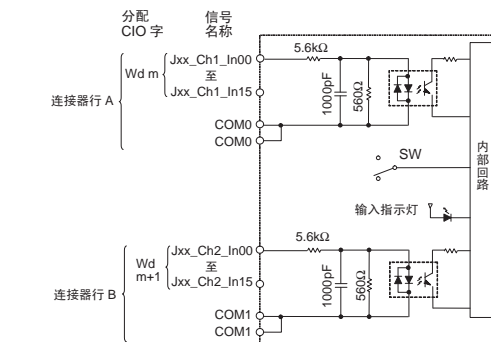 分配
CIO 字
信号
名称
连接器行 A
Wd m
Jxx_Ch1_In00
至
Jxx_Ch1_In15
COM0
COM0
5.6kΩ
1000pF
560Ω
SW
输入指示灯
内部回路
连接器行 B
Wd
m+1
Jxx_Ch2_In00
至
Jxx_Ch2_In15
COM1
COM1
5.6kΩ
1000pF
560Ω